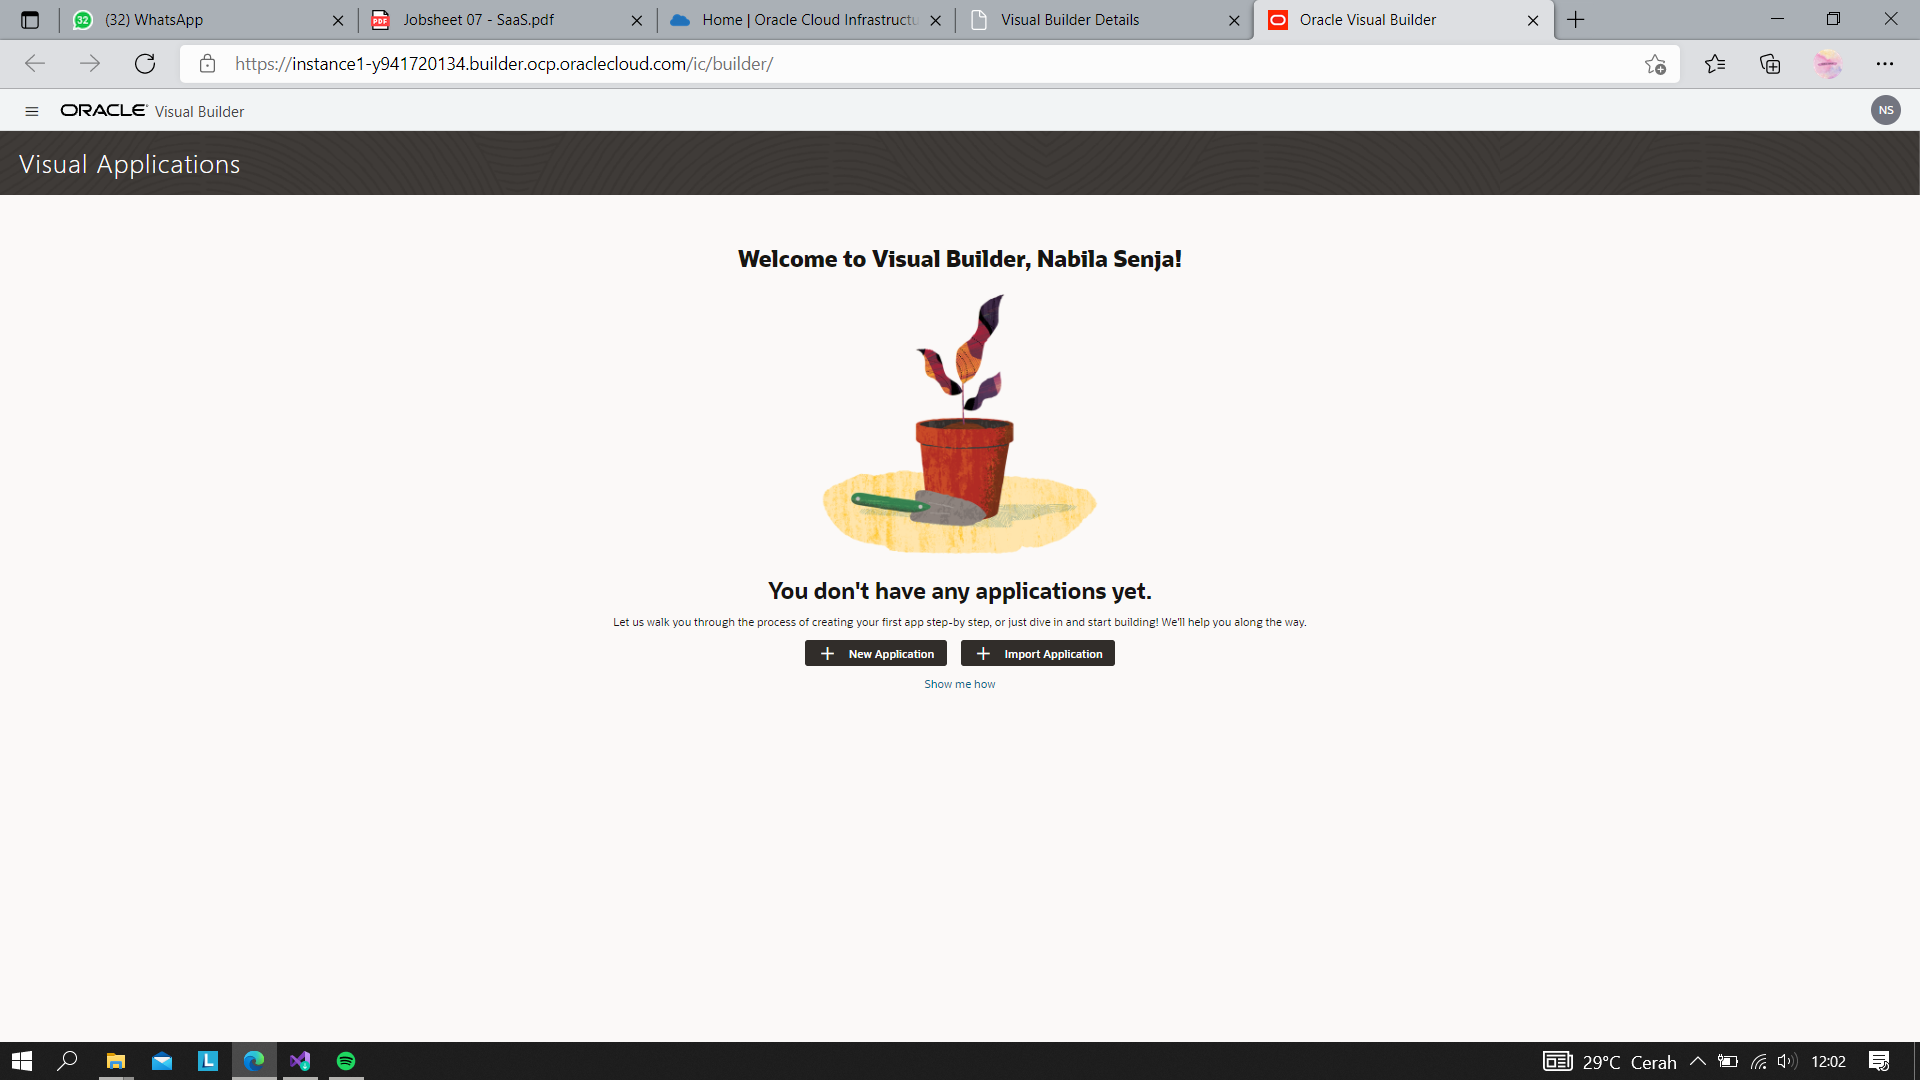 32
(32) WhatsApp
PDF
Jobsheet 07 - SaaS.pdf
Home | Oracle Cloud Infrastructu
Visual Builder Details
Oracle Visual Builder
https://instance1-y941720134.builder.ocp.oraclecloud.com/ic/builder/
ORACLE Visual Builder
NS
Visual Applications
Welcome to Visual Builder, Nabila Senja!
You don't have any applications yet.
Let us walk you through the process of creating your first app step-by step, or just dive in and start building! We'll help you along the way.
New Application
Import Application
Show me how
L
29°C Cerah
12:02